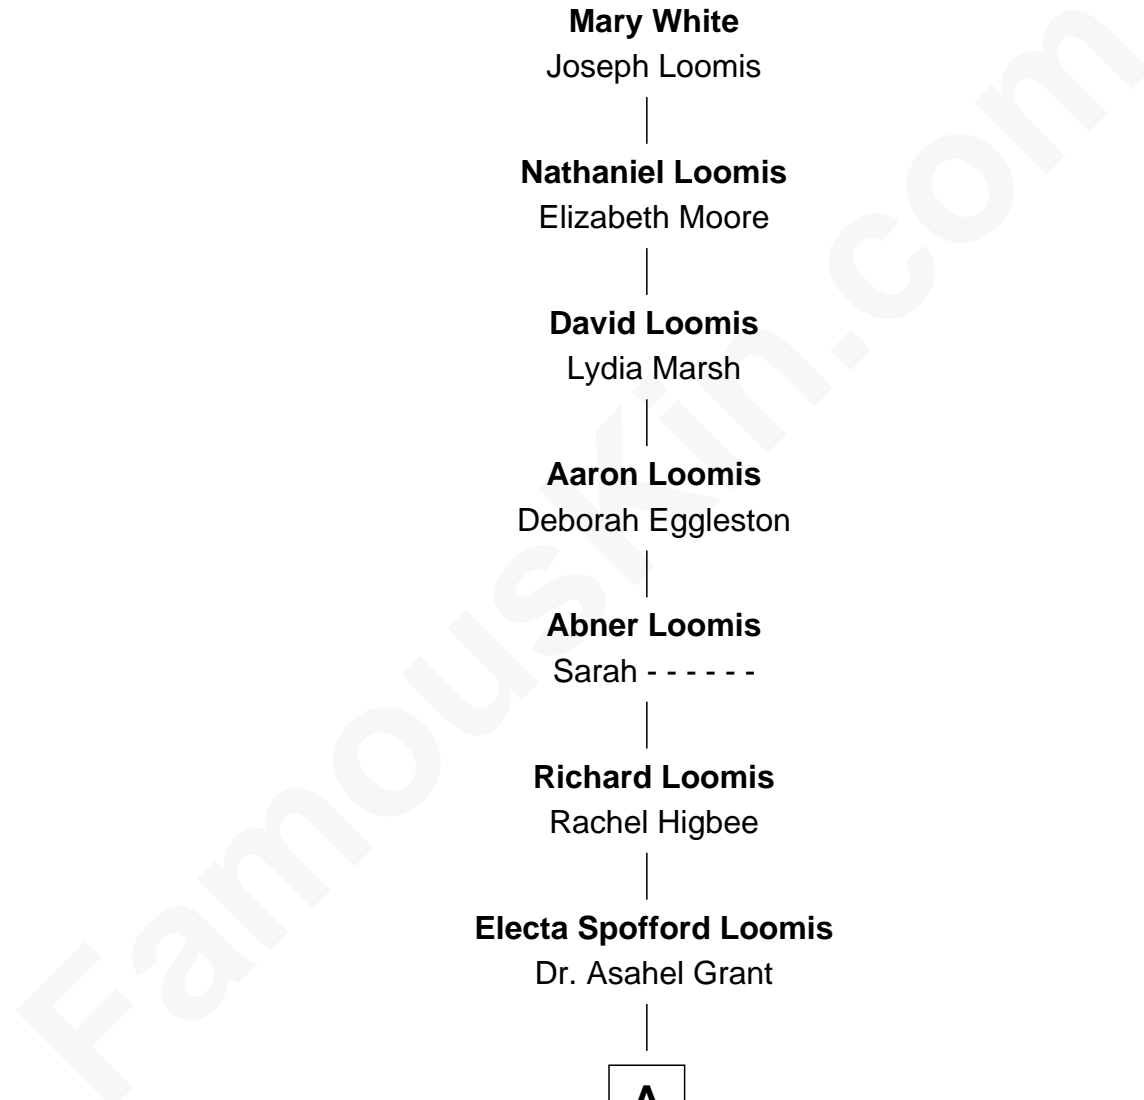 Mary White
Joseph Loomis
Nathaniel Loomis
Elizabeth Moore
David Loomis
Lydia Marsh
Aaron Loomis
Deborah Eggleston
Abner Loomis
Sarah - - - - - -
Richard Loomis
Rachel Higbee
Electa Spofford Loomis
Dr. Asahel Grant
A
FamousKin.com